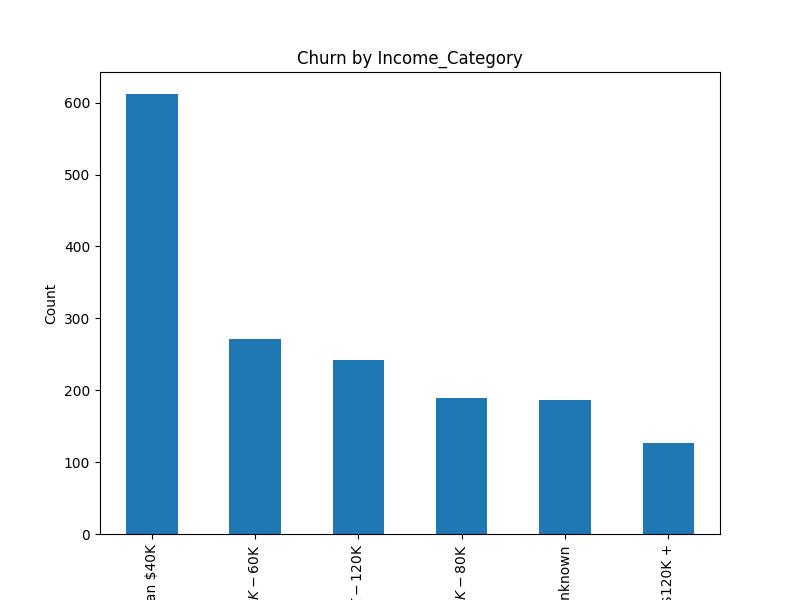 Churn by Income_Category
Count
600
500
400
300
200
100
0
an $40K
K − 60K
− 120K
K − 80K
nknown
$120K +